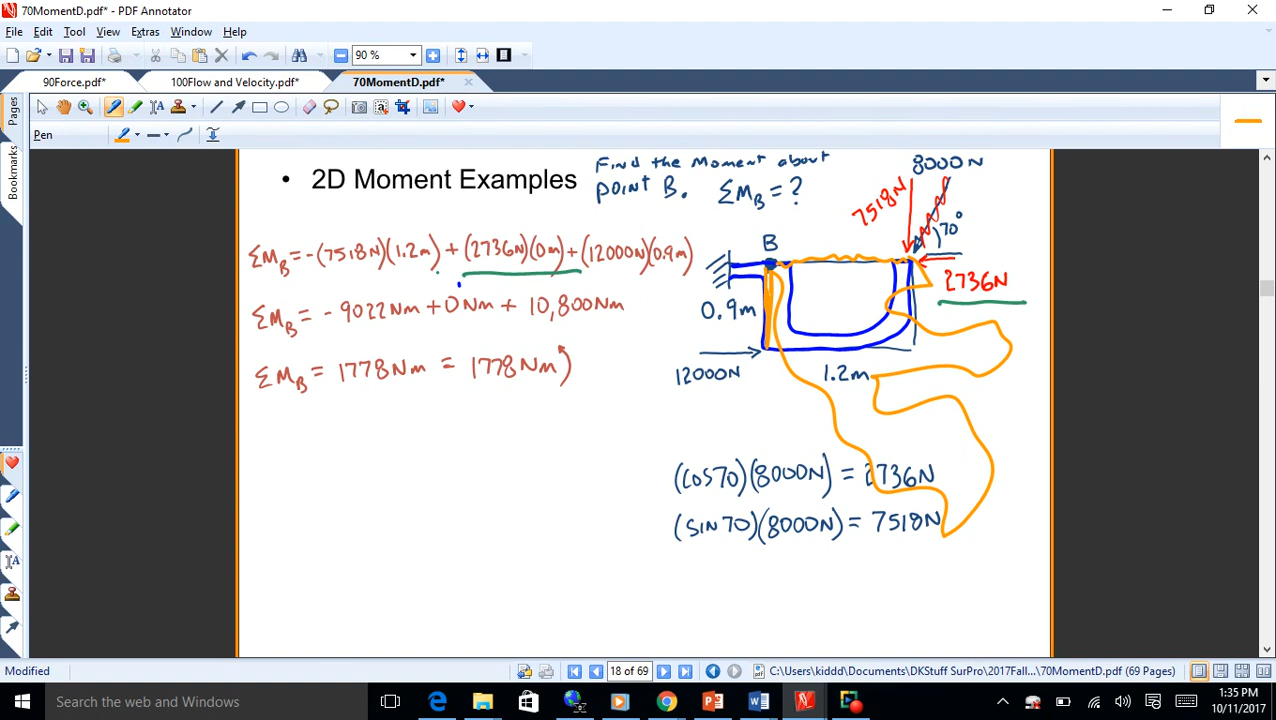 70MomentD.pdf* - PDF Annotator
File Edit Tool View Extras Window Help
90 %
90Force.pdf* 100Flow and Velocity.pdf* 70MomentD.pdf*
Pen
Pages
Bookmarks
• 2D Moment Examples
Find the Moment about
point B. ΣM_B = ?
8000N
7518N
70°
2736N
B
0.9m
12000N
1.2m
ΣM_B = -(7518N)(1.2m) + (2736N)(0m) + (12000N)(0.9m)
ΣM_B = - 9022Nm + 0Nm + 10,800Nm
ΣM_B = 1778Nm = 1778Nm
(cos70)(8000N) = 2736N
(sin70)(8000N) = 7518N
Modified
18 of 69
C:\Users\kiddd\Documents\DKStuff SurPro\2017Fall...\70MomentD.pdf (69 Pages)
Search the web and Windows
1:35 PM
10/11/2017